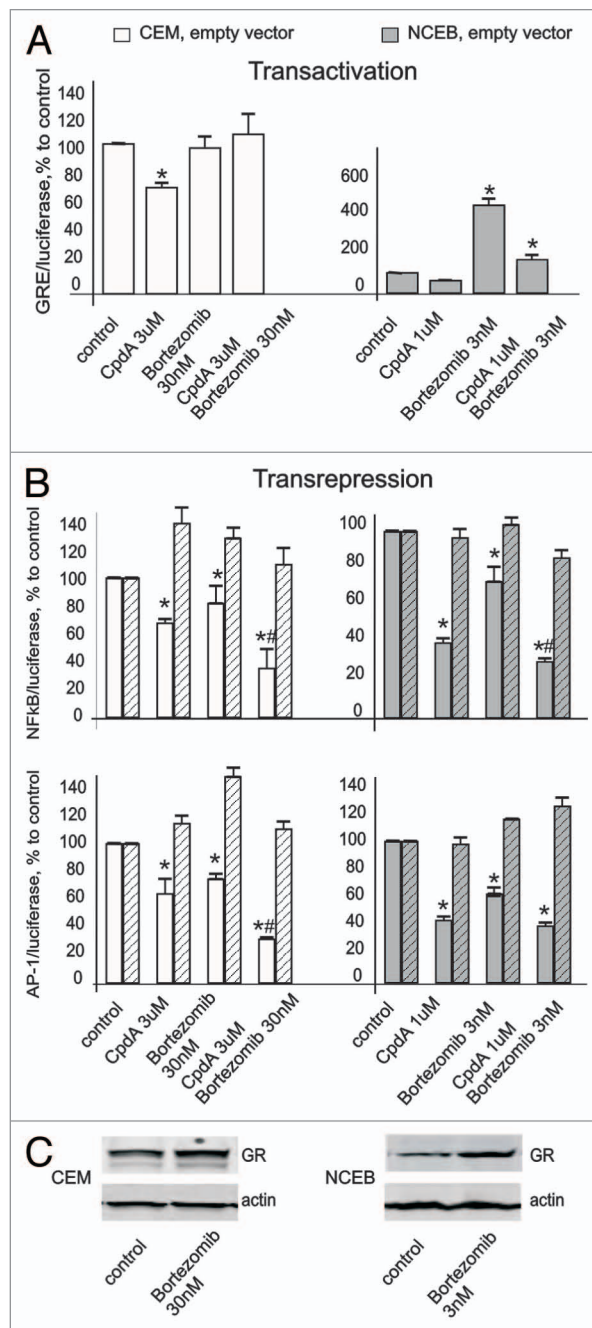 A
CEM, empty vector
NCEB, empty vector
Transactivation
GRE/luciferase,% to control
140
120
100
80
60
40
20
0
*
control
CpdA 3uM
Bortezomib
30nM
CpdA 3uM
Bortezomib 30nM
600
400
200
0
*
*
control
CpdA 1uM
Bortezomib 3nM
CpdA 1uM
Bortezomib 3nM
B
Transrepression
NFkB/luciferase, % to control
140
120
100
80
60
40
20
0
*
*
*#
100
80
60
40
20
0
*
*
*#
AP-1/luciferase, % to control
140
120
100
80
60
40
20
0
*
*
*#
control
CpdA 3uM
Bortezomib
30nM
CpdA 3uM
Bortezomib 30nM
140
120
100
80
60
40
20
0
*
*
*
control
CpdA 1uM
Bortezomib 3nM
CpdA 1uM
Bortezomib 3nM
C
CEM
GR
actin
control
Bortezomib
30nM
NCEB
GR
actin
control
Bortezomib
3nM